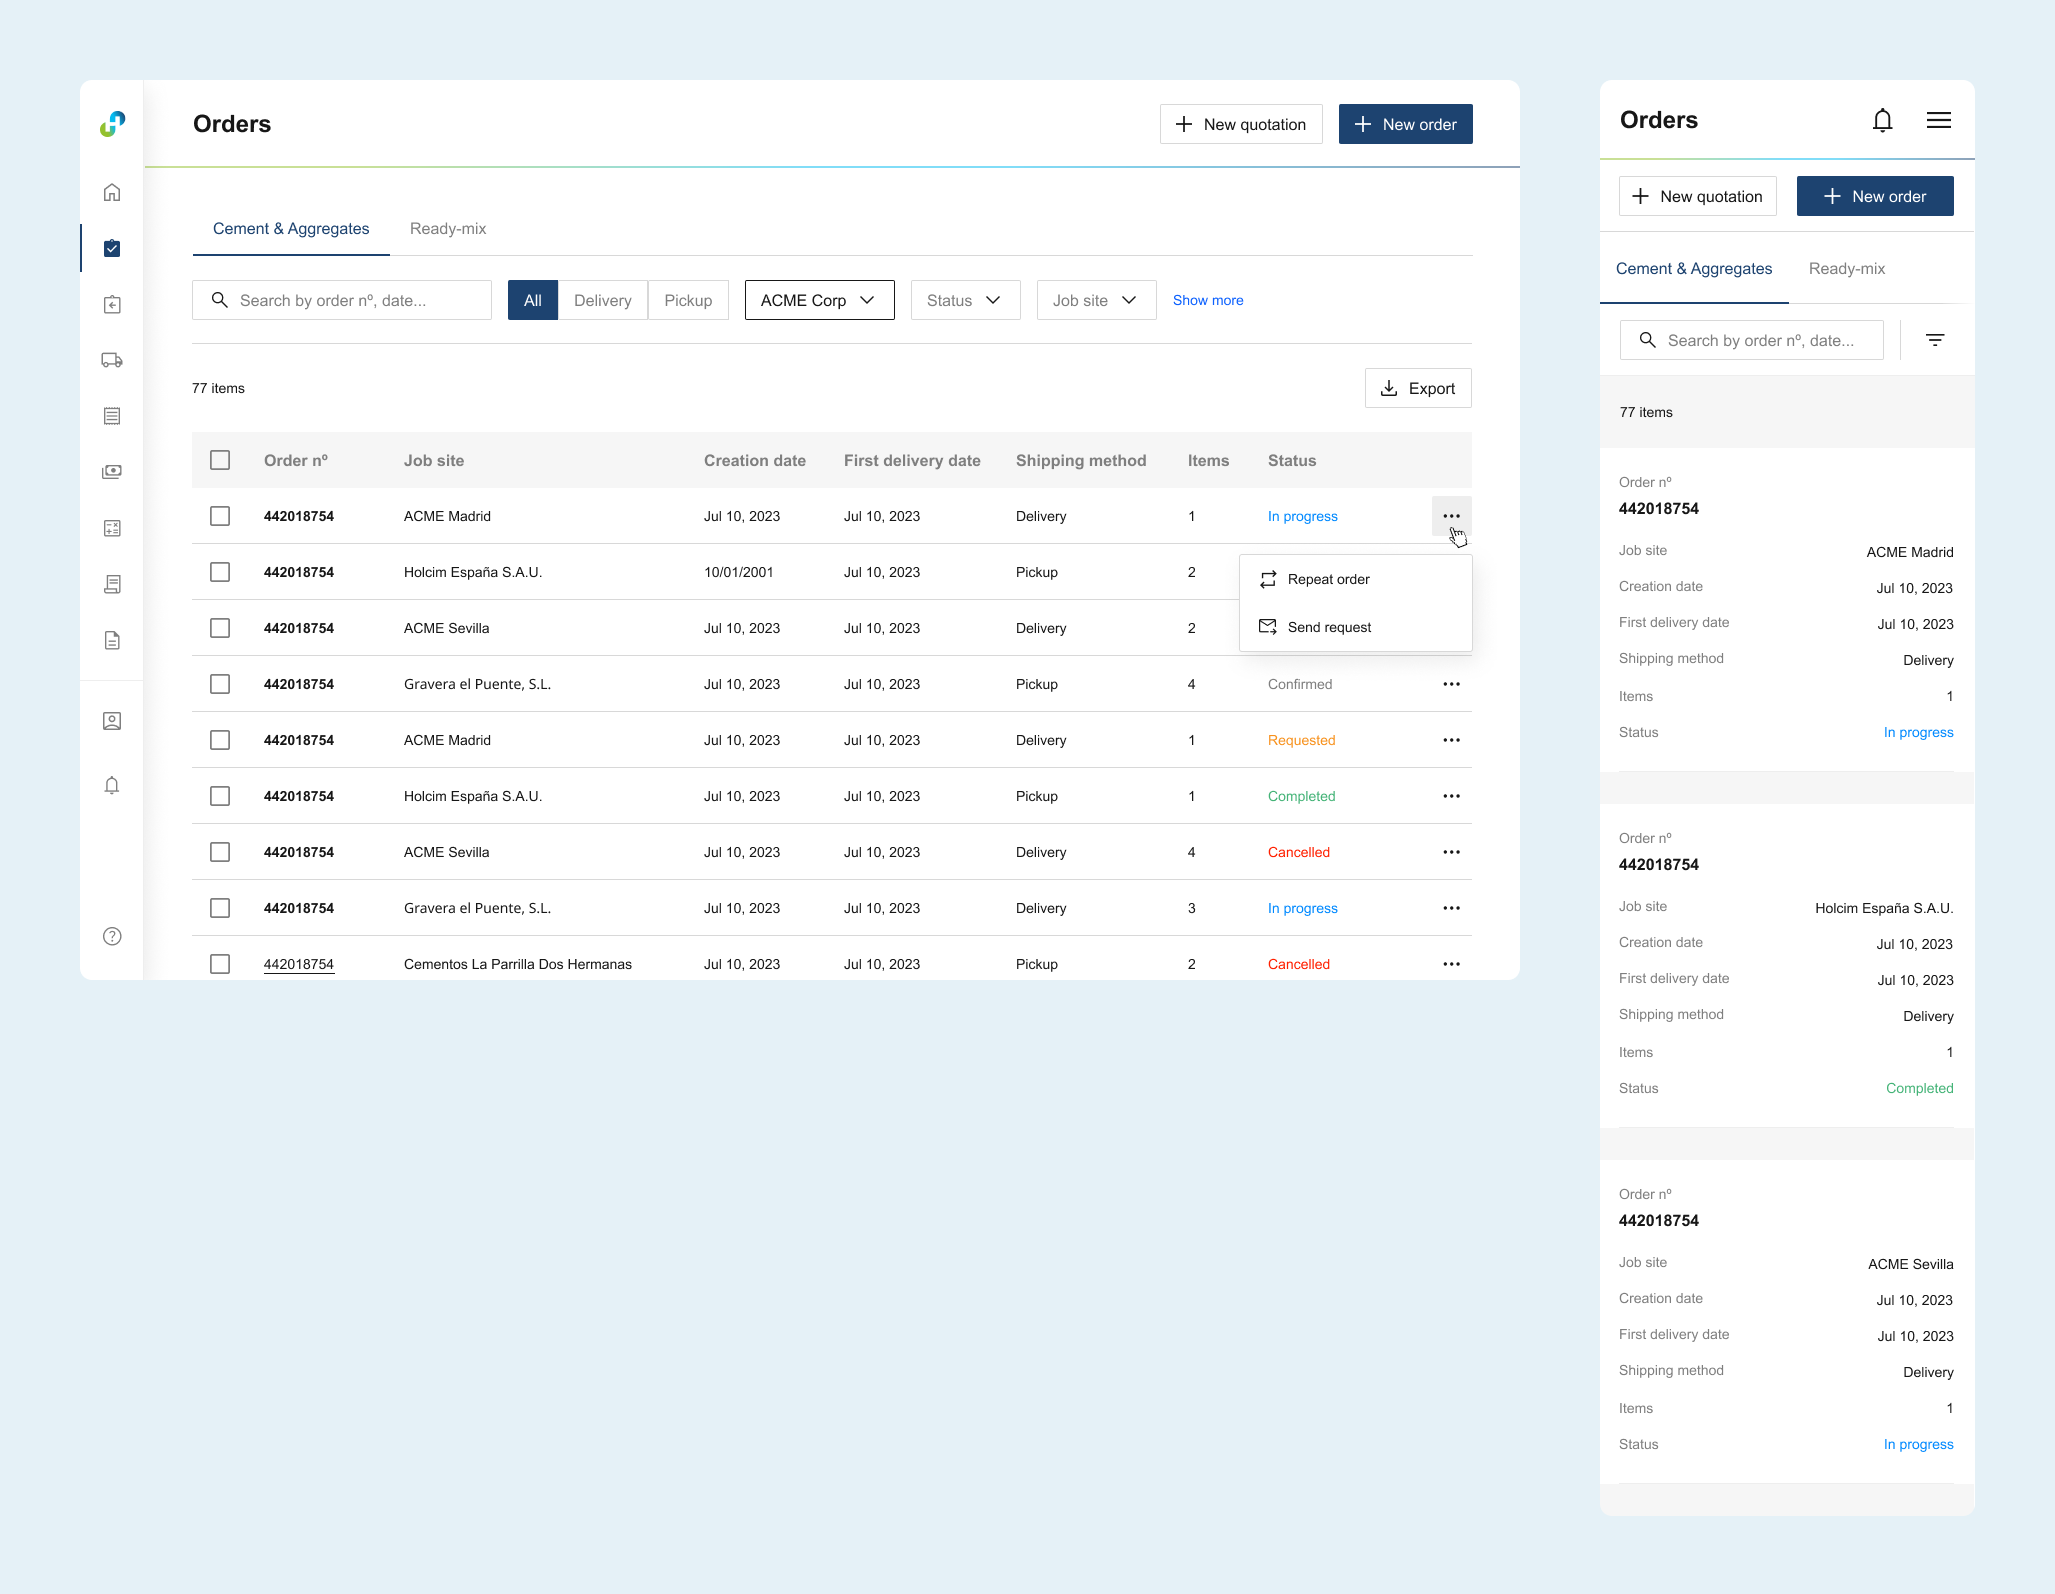 Orders
New quotation
New order
Cement & Aggregates
Ready-mix
Search by order nº, date...
All
Delivery
Pickup
ACME Corp
Status
Job site
Show more
77 items
Export
Order nº Job site Creation date First delivery date Shipping method Items Status
442018754 ACME Madrid Jul 10, 2023 Jul 10, 2023 Delivery 1 In progress
442018754 Holcim España S.A.U. 10/01/2001 Jul 10, 2023 Pickup 2
Repeat order
442018754 ACME Sevilla Jul 10, 2023 Jul 10, 2023 Delivery 2
Send request
442018754 Gravera el Puente, S.L. Jul 10, 2023 Jul 10, 2023 Pickup 4 Confirmed
442018754 ACME Madrid Jul 10, 2023 Jul 10, 2023 Delivery 1 Requested
442018754 Holcim España S.A.U. Jul 10, 2023 Jul 10, 2023 Pickup 1 Completed
442018754 ACME Sevilla Jul 10, 2023 Jul 10, 2023 Delivery 4 Cancelled
442018754 Gravera el Puente, S.L. Jul 10, 2023 Jul 10, 2023 Delivery 3 In progress
442018754 Cementos La Parrilla Dos Hermanas Jul 10, 2023 Jul 10, 2023 Pickup 2 Cancelled
Orders
New quotation
New order
Cement & Aggregates
Ready-mix
Search by order nº, date...
77 items
Order nº
442018754
Job site ACME Madrid
Creation date Jul 10, 2023
First delivery date Jul 10, 2023
Shipping method Delivery
Items 1
Status In progress
Order nº
442018754
Job site Holcim España S.A.U.
Creation date Jul 10, 2023
First delivery date Jul 10, 2023
Shipping method Delivery
Items 1
Status Completed
Order nº
442018754
Job site ACME Sevilla
Creation date Jul 10, 2023
First delivery date Jul 10, 2023
Shipping method Delivery
Items 1
Status In progress